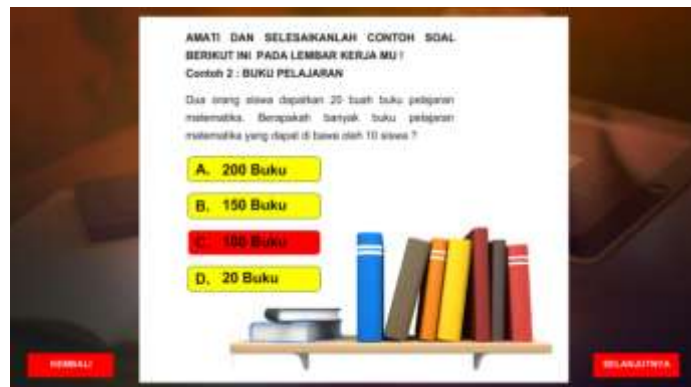 AMATI DAN SELESAIKANLAH CONTOH SOAL
BERIKUT INI PADA LEMBAR KERJA MU !
Contoh 2 : BUKU PELAJARAN
Dua orang siswa dapatkan 20 buah buku pelajaran
matematika. Berapakah banyak buku pelajaran
matematika yang dapat di bawa oleh 10 siswa ?
A. 200 Buku
B. 150 Buku
C. 100 Buku
D. 20 Buku
KEMBALI
SELANJUTNYA